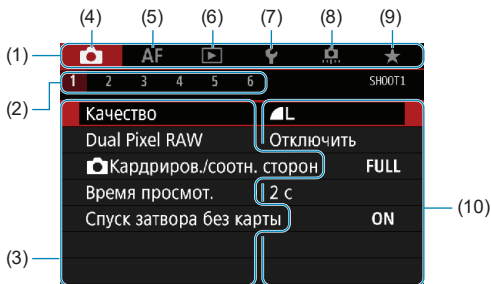 (4) (5) (6) (7) (8) (9)
(1) AF
(2) 1 2 3 4 5 6 SHOOT1
Качество L
Dual Pixel RAW Отключить
Кардриров./соотн. сторон FULL
Время просмот. 2 с
(10)
Спуск затвора без карты ON
(3)